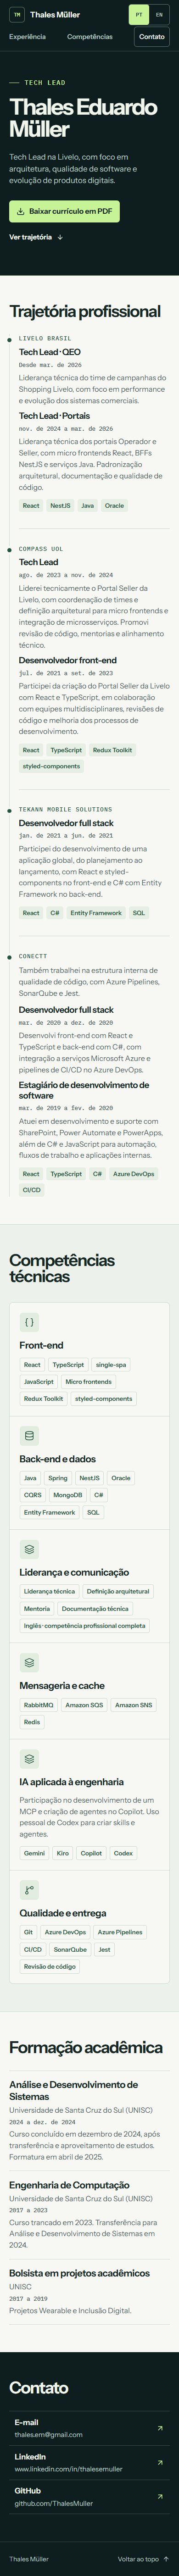 TM Thales Müller PT EN
Experiência Competências Contato
TECH LEAD
Thales Eduardo
Müller
Tech Lead na Livelo, com foco em
arquitetura, qualidade de software e
evolução de produtos digitais.
Baixar currículo em PDF
Ver trajetória ↓
Trajetória profissional
LIVELO BRASIL
Tech Lead · QEO
Desde mar. de 2026
Liderança técnica do time de campanhas do
Shopping Livelo, com foco em performance
e evolução dos sistemas comerciais.
Tech Lead · Portais
nov. de 2024 a mar. de 2026
Liderança técnica dos portais Operador e
Seller, com micro frontends React, BFFs
NestJS e serviços Java. Padronização
arquitetural, documentação e qualidade de
código.
React NestJS Java Oracle
COMPASS UOL
Tech Lead
ago. de 2023 a nov. de 2024
Liderei tecnicamente o Portal Seller da
Livelo, com coordenação de times e
definição arquitetural para micro frontends e
integração de microsserviços. Promovi
revisão de código, mentorias e alinhamento
técnico.
Desenvolvedor front-end
jul. de 2021 a set. de 2023
Participei da criação do Portal Seller da Livelo
com React e TypeScript, em colaboração
com equipes multidisciplinares, revisões de
código e melhoria dos processos de
desenvolvimento.
React TypeScript Redux Toolkit
styled-components
TEKANN MOBILE SOLUTIONS
Desenvolvedor full stack
jan. de 2021 a jun. de 2021
Participei do desenvolvimento de uma
aplicação global, do planejamento ao
lançamento, com React e styled-
components no front-end e C# com Entity
Framework no back-end.
React C# Entity Framework SQL
CONECTT
Também trabalhei na estrutura interna de
qualidade de código, com Azure Pipelines,
SonarQube e Jest.
Desenvolvedor full stack
mar. de 2020 a dez. de 2020
Desenvolvi front-end com React e
TypeScript e back-end com C#, com
integração a serviços Microsoft Azure e
pipelines de CI/CD no Azure DevOps.
Estagiário de desenvolvimento de
software
mar. de 2019 a fev. de 2020
Atuei em desenvolvimento e suporte com
SharePoint, Power Automate e PowerApps,
além de C# e JavaScript para automação,
fluxos de trabalho e aplicações internas.
React TypeScript C# Azure DevOps
CI/CD
Competências
técnicas
Front-end
React TypeScript single-spa
JavaScript Micro frontends
Redux Toolkit styled-components
Back-end e dados
Java Spring NestJS Oracle
CQRS MongoDB C#
Entity Framework SQL
Liderança e comunicação
Liderança técnica Definição arquitetural
Mentoria Documentação técnica
Inglês · competência profissional completa
Mensageria e cache
RabbitMQ Amazon SQS Amazon SNS
Redis
IA aplicada à engenharia
Participação no desenvolvimento de um
MCP e criação de agentes no Copilot. Uso
pessoal de Codex para criar skills e
agentes.
Gemini Kiro Copilot Codex
Qualidade e entrega
Git Azure DevOps Azure Pipelines
CI/CD SonarQube Jest
Revisão de código
Formação acadêmica
Análise e Desenvolvimento de
Sistemas
Universidade de Santa Cruz do Sul (UNISC)
2024 a dez. de 2024
Curso concluído em dezembro de 2024, após
transferência e aproveitamento de estudos.
Formatura em abril de 2025.
Engenharia de Computação
Universidade de Santa Cruz do Sul (UNISC)
2017 a 2023
Curso trancado em 2023. Transferência para
Análise e Desenvolvimento de Sistemas em
2024.
Bolsista em projetos acadêmicos
UNISC
2017 a 2019
Projetos Wearable e Inclusão Digital.
Contato
E-mail
thales.em@gmail.com
LinkedIn
www.linkedin.com/in/thalesemuller
GitHub
github.com/ThalesMuller
Thales Müller Voltar ao topo ↑